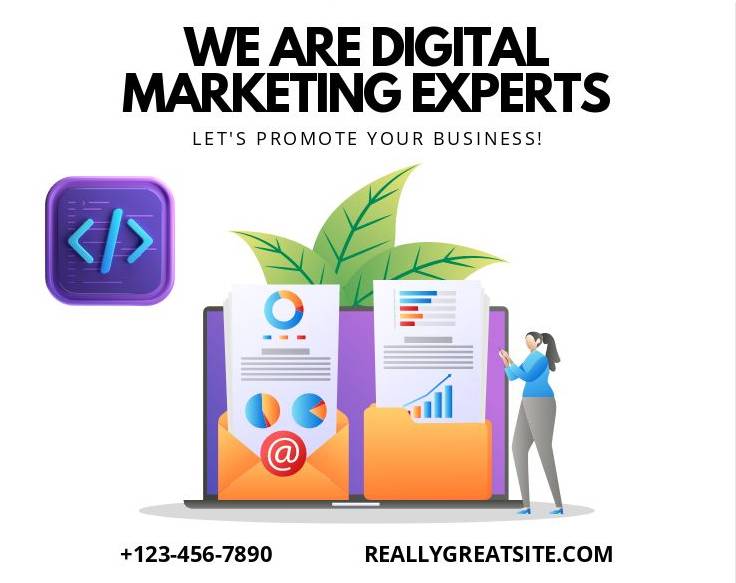 WE ARE DIGITAL
MARKETING EXPERTS
LET'S PROMOTE YOUR BUSINESS!
</>
@
+123-456-7890
REALLYGREATSITE.COM